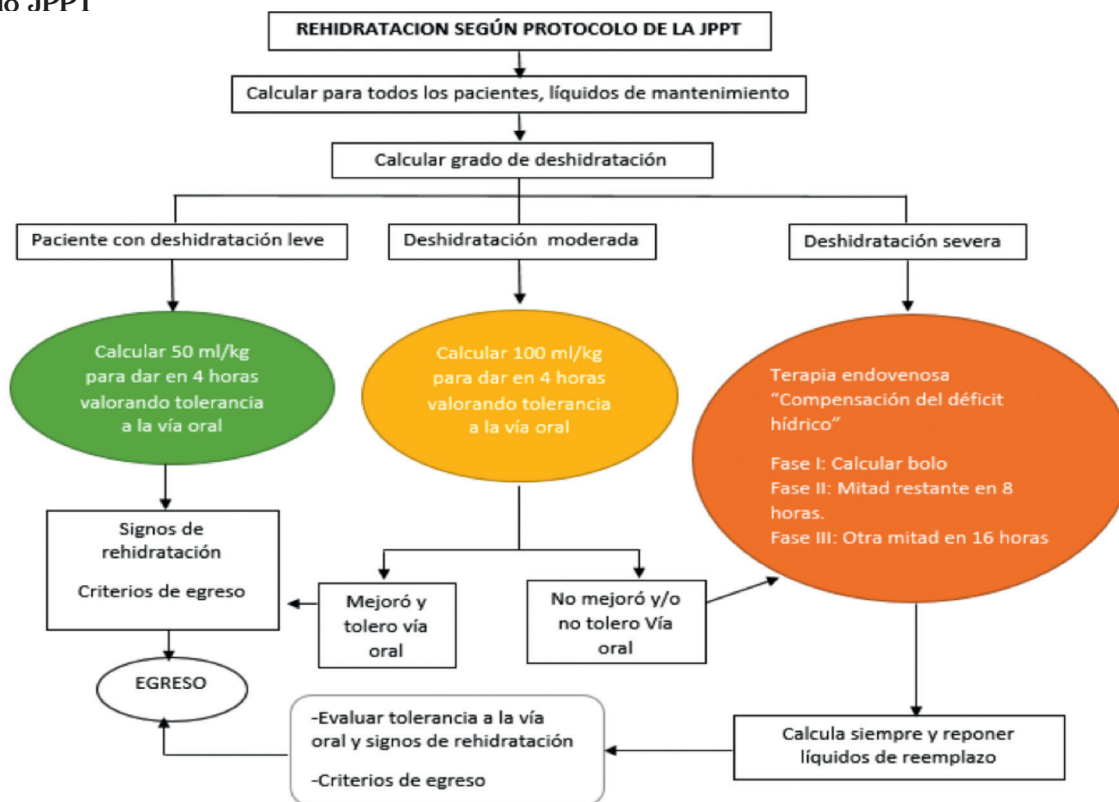 JPPT
REHIDRATACION SEGÚN PROTOCOLO DE LA JPPT
Calcular para todos los pacientes, líquidos de mantenimiento
Calcular grado de deshidratación
Paciente con deshidratación leve
Deshidratación moderada
Deshidratación severa
Calcular 50 ml/kg
para dar en 4 horas
valorando tolerancia
a la vía oral
Calcular 100 ml/kg
para dar en 4 horas
valorando tolerancia
a la vía oral
Terapia endovenosa
“Compensación del déficit
hídrico”
Fase I: Calcular bolo
Fase II: Mitad restante en 8
horas.
Fase III: Otra mitad en 16 horas
Signos de
rehidratación
Criterios de egreso
Mejoró y
tolero vía
oral
No mejoró y/o
no tolero Vía
oral
EGRESO
-Evaluar tolerancia a la vía
oral y signos de rehidratación
-Criterios de egreso
Calcula siempre y reponer
líquidos de reemplazo